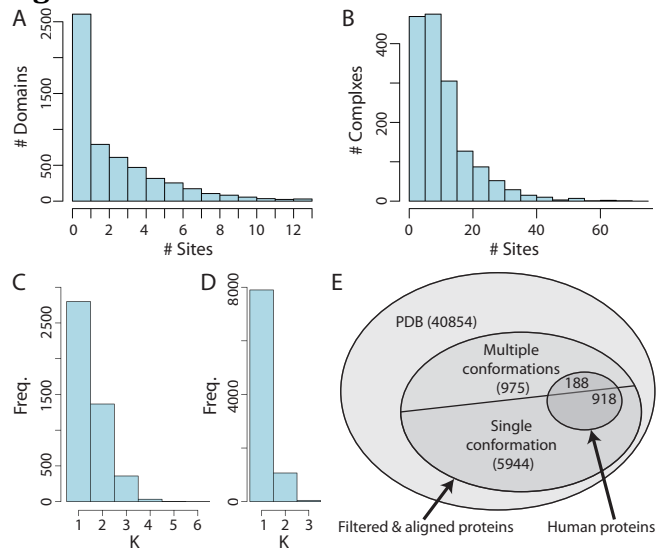 A
# Domains
2500
1500
500
0
0 2 4 6 8 10 12
# Sites
B
# Complxes
400
200
0
0 20 40 60
# Sites
C
Freq.
2500
1500
500
0
1 2 3 4 5 6
K
D
Freq.
8000
4000
0
1 2 3
K
E
PDB (40854)
Multiple
conformations
(975)
188
918
Single
conformation
(5944)
Filtered & aligned proteins
Human proteins